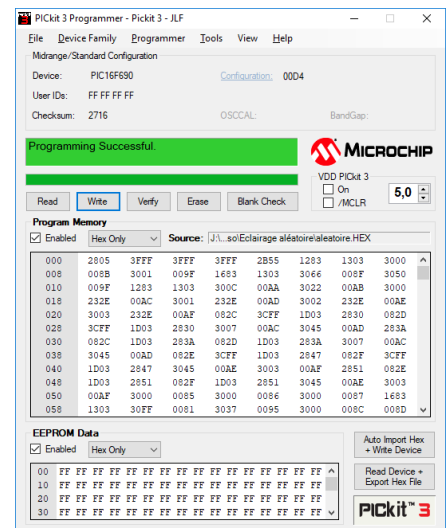 PICkit 3 Programmer - Pickit 3 - JLF
File Device Family Programmer Tools View Help
Midrange/Standard Configuration
Device: PIC16F690 Configuration: 00D4
User IDs: FF FF FF FF
Checksum: 2716 OSCCAL: BandGap:
Programming Successful.
MICROCHIP
VDD PICkit 3
On
/MCLR
5,0
Read Write Verify Erase Blank Check
Program Memory
Enabled Hex Only Source: J:\...so\Eclairage aléatoire\aleatoire.HEX
000 2805 3FFF 3FFF 3FFF 2B55 1283 1303 3000
008 008B 3001 009F 1683 1303 3066 008F 3050
010 009F 1283 1303 300C 00AA 3022 00AB 3000
018 232E 00AC 3001 232E 00AD 3002 232E 00AE
020 3003 232E 00AF 082C 3CFF 1D03 2830 082D
028 3CFF 1D03 2830 3007 00AC 3045 00AD 283A
030 082C 1D03 283A 082D 1D03 283A 3007 00AC
038 3045 00AD 082E 3CFF 1D03 2847 082F 3CFF
040 1D03 2847 3045 00AE 3003 00AF 2851 082E
048 1D03 2851 082F 1D03 2851 3045 00AE 3003
050 00AF 3000 0085 3000 0086 3000 0087 1683
058 1303 30FF 0081 3037 0095 3000 008C 008D
EEPROM Data
Enabled Hex Only
00 FF FF FF FF FF FF FF FF FF FF FF FF FF FF FF FF
10 FF FF FF FF FF FF FF FF FF FF FF FF FF FF FF FF
20 FF FF FF FF FF FF FF FF FF FF FF FF FF FF FF FF
30 FF FF FF FF FF FF FF FF FF FF FF FF FF FF FF FF
Auto Import Hex
+ Write Device
Read Device +
Export Hex File
PICkit™ 3